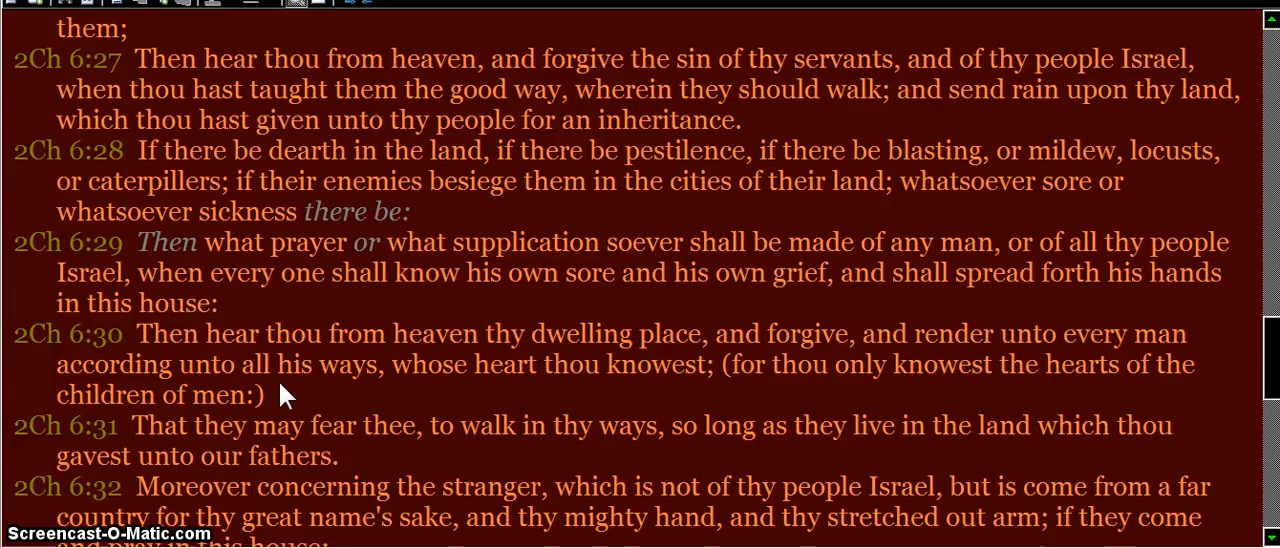 them;
2Ch 6:27 Then hear thou from heaven, and forgive the sin of thy servants, and of thy people Israel,
when thou hast taught them the good way, wherein they should walk; and send rain upon thy land,
which thou hast given unto thy people for an inheritance.
2Ch 6:28 If there be dearth in the land, if there be pestilence, if there be blasting, or mildew, locusts,
or caterpillers; if their enemies besiege them in the cities of their land; whatsoever sore or
whatsoever sickness there be:
2Ch 6:29 Then what prayer or what supplication soever shall be made of any man, or of all thy people
Israel, when every one shall know his own sore and his own grief, and shall spread forth his hands
in this house:
2Ch 6:30 Then hear thou from heaven thy dwelling place, and forgive, and render unto every man
according unto all his ways, whose heart thou knowest; (for thou only knowest the hearts of the
children of men:)
2Ch 6:31 That they may fear thee, to walk in thy ways, so long as they live in the land which thou
gavest unto our fathers.
2Ch 6:32 Moreover concerning the stranger, which is not of thy people Israel, but is come from a far
country for thy great name's sake, and thy mighty hand, and thy stretched out arm; if they come
and pray in this house:
Screencast-O-Matic.com